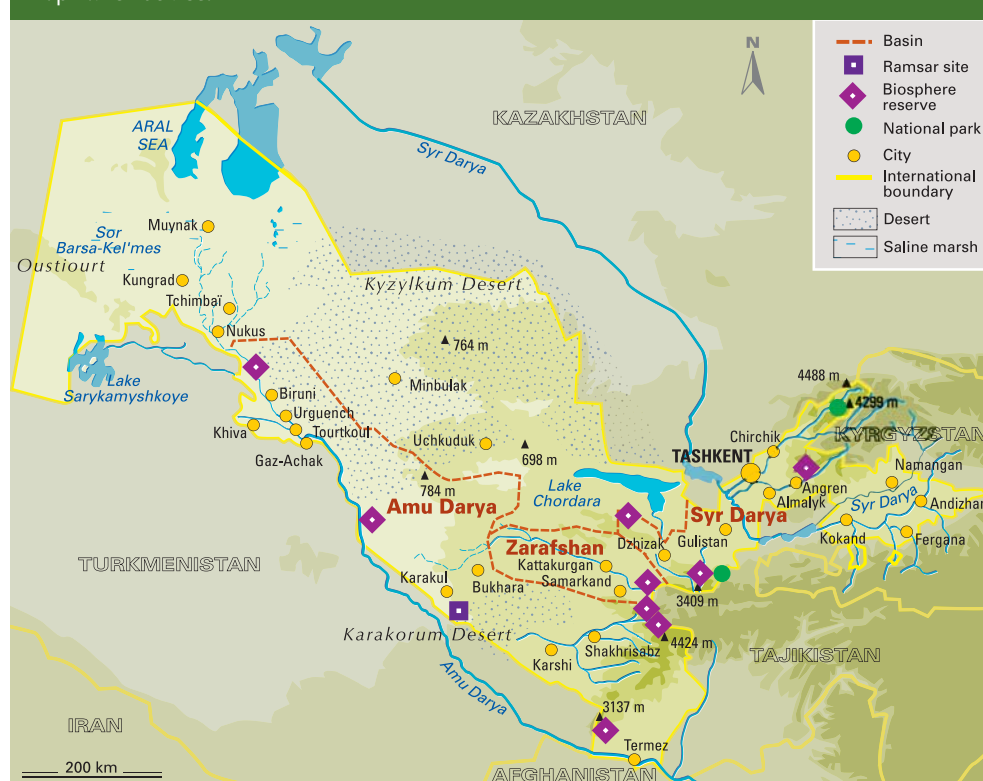 N
Basin
Ramsar site
Biosphere
reserve
National park
City
International
boundary
Desert
Saline marsh
KAZAKHSTAN
ARAL
SEA
Syr Darya
Muynak
Sor
Barsa-Kel'mes
Oustiourt
Kungrad
Kyzylkum Desert
Tchimbaï
Nukus
764 m
Lake
Sarykamyshkoye
Minbulak
Biruni
Urguench
Khiva
Tourtkoul
Gaz-Achak
Uchkuduk
698 m
784 m
4488 m
4299 m
KYRGYZSTAN
Chirchik
TASHKENT
Namangan
Angren
Almalyk
Syr Darya
Andizhan
Lake
Chordara
Amu Darya
Syr Darya
Gulistan
Kokand
Fergana
Zarafshan
Dzhizak
Kattakurgan
Samarkand
TURKMENISTAN
Karakul
Bukhara
3409 m
Karakorum Desert
4424 m
Shakhrisabz
Karshi
TAJIKISTAN
Amu Darya
3137 m
IRAN
Termez
200 km
AFGHANISTAN